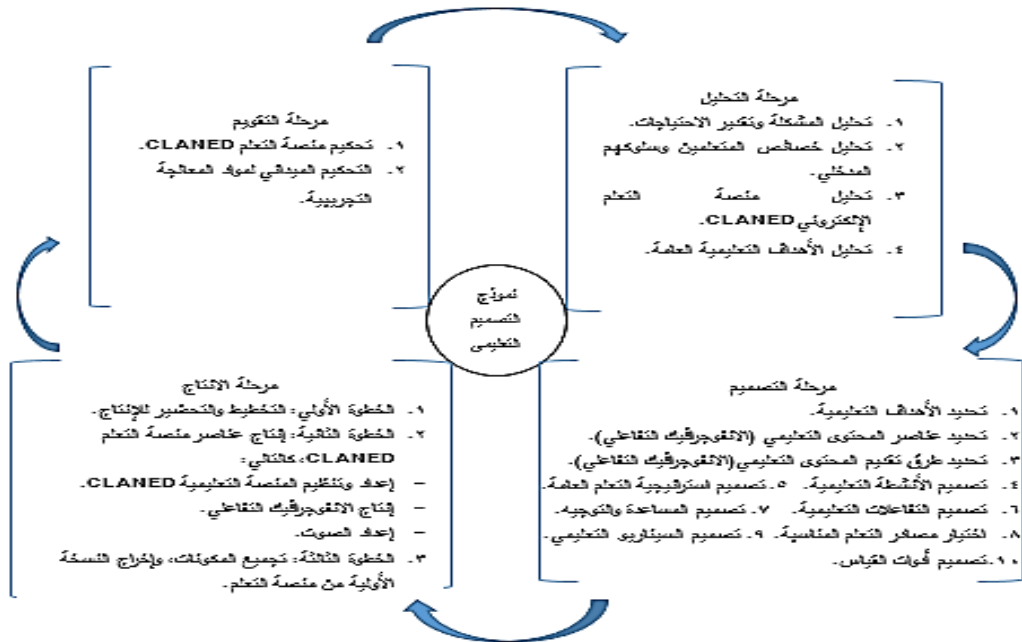 مرحلة التحليل
١. تحليل المشكلة وتقدير الاحتياجات.
٢. تحليل خصائص المتعلمين وسلوكهم
المدخلي.
٣. تحليل منصة التعلم
الإلكتروني CLANED.
٤. تحليل الأهداف التعليمية العامة.
مرحلة التقويم
١. تحكيم منصة التعلم CLANED.
٢. التحكيم الميداني لمواد المعالجة
التجريبية.
نموذج
التصميم
التعليمى
مرحلة التصميم
١. تحديد الأهداف التعليمية.
٢. تحديد عناصر المحتوى التعليمي (الانفوجرافيك التفاعلي).
٣. تحديد طرق تقديم المحتوى التعليمي(الانفوجرافيك التفاعلي).
٤. تصميم الأنشطة التعليمية. ٥. تصميم استراتيجية التعلم العامة.
٦. تصميم التفاعلات التعليمية. ٧. تصميم المساعدة والتوجيه.
٨. اختيار مصادر التعلم المناسبة. ٩. تصميم السيناريو التعليمي.
١٠. تصميم أدوات القياس.
مرحلة الانتاج
١. الخطوة الأولي: التخطيط والتحضير للإنتاج.
٢. الخطوة الثانية: إنتاج عناصر منصة التعلم
CLANED، كالتالي:
– إعداد وتنظيم المنصة التعليمية CLANED.
– إنتاج الانفوجرافيك التفاعلي.
– إعداد الصوت.
٣. الخطوة الثالثة: تجميع المكونات، وإخراج النسخة
الأولية من منصة التعلم.